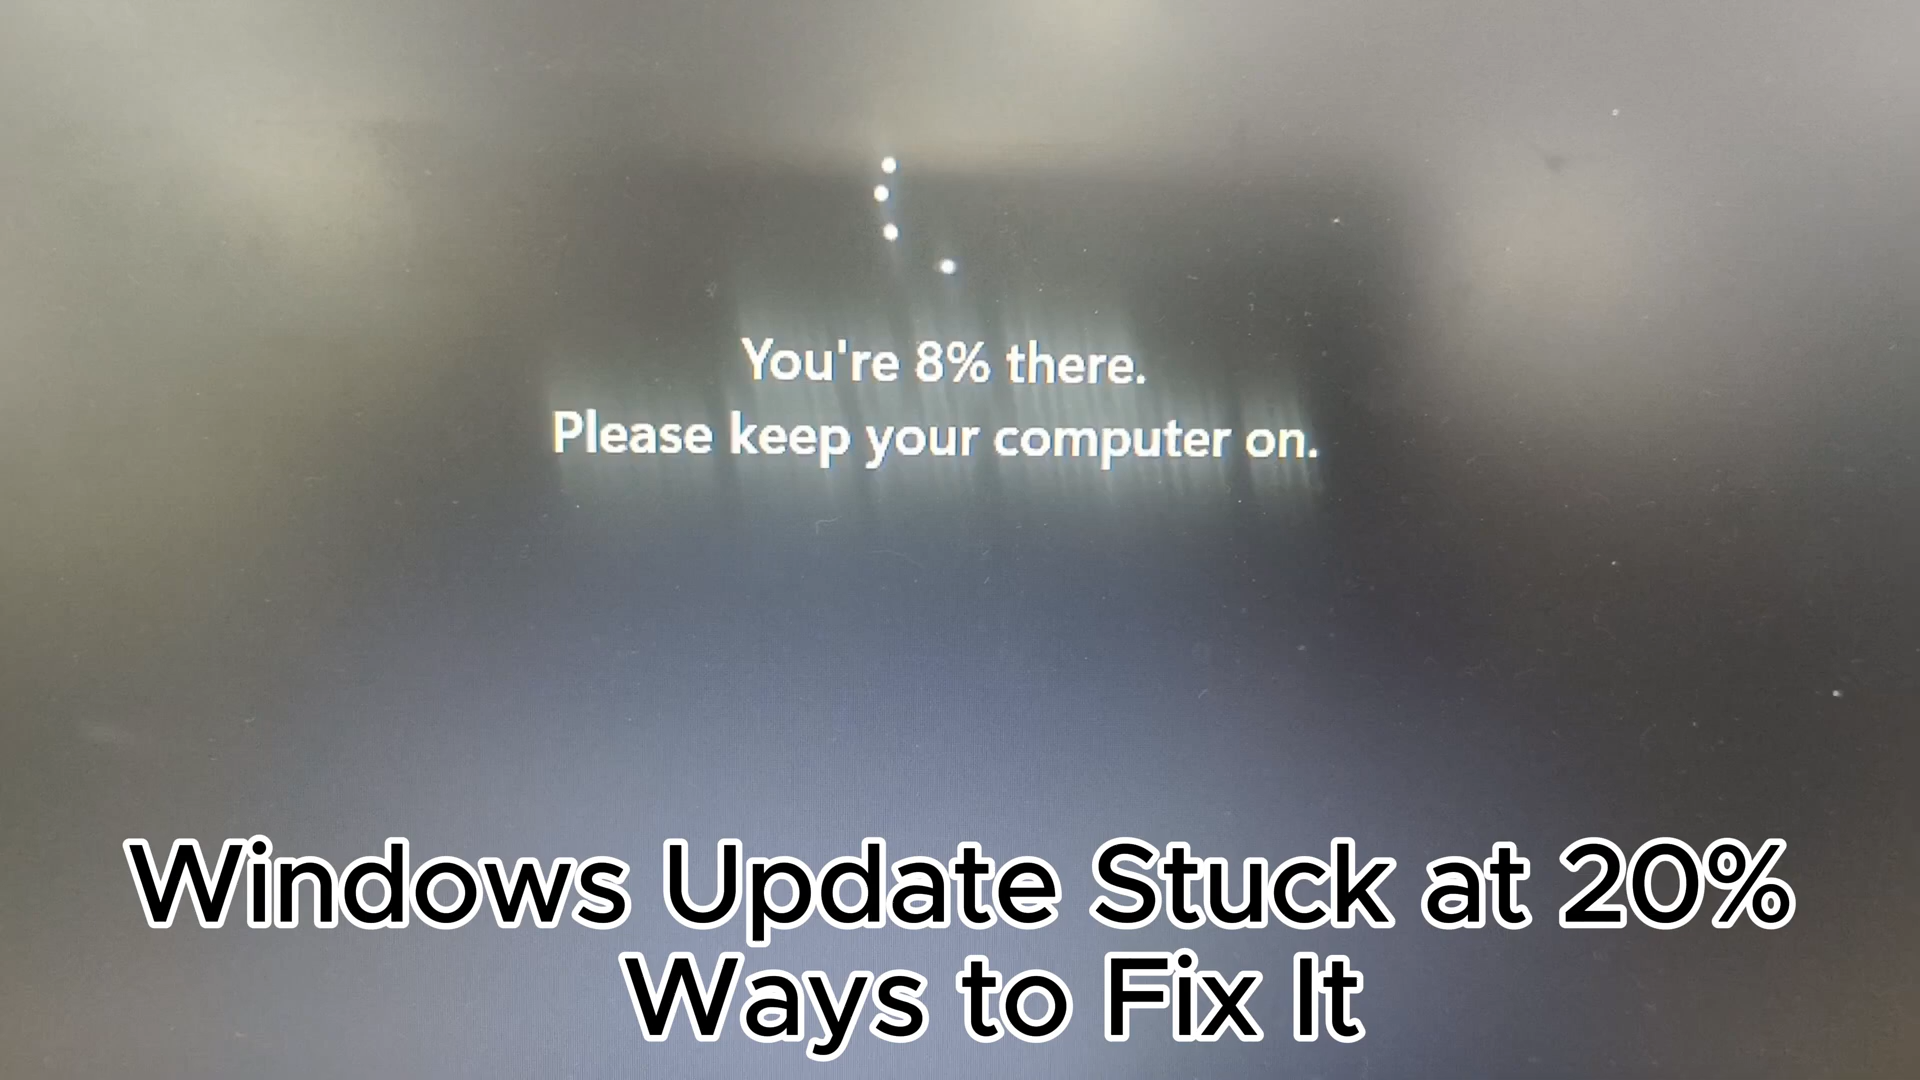 You're 8% there.
Please keep your computer on.
Windows Update Stuck at 20%
Ways to Fix It